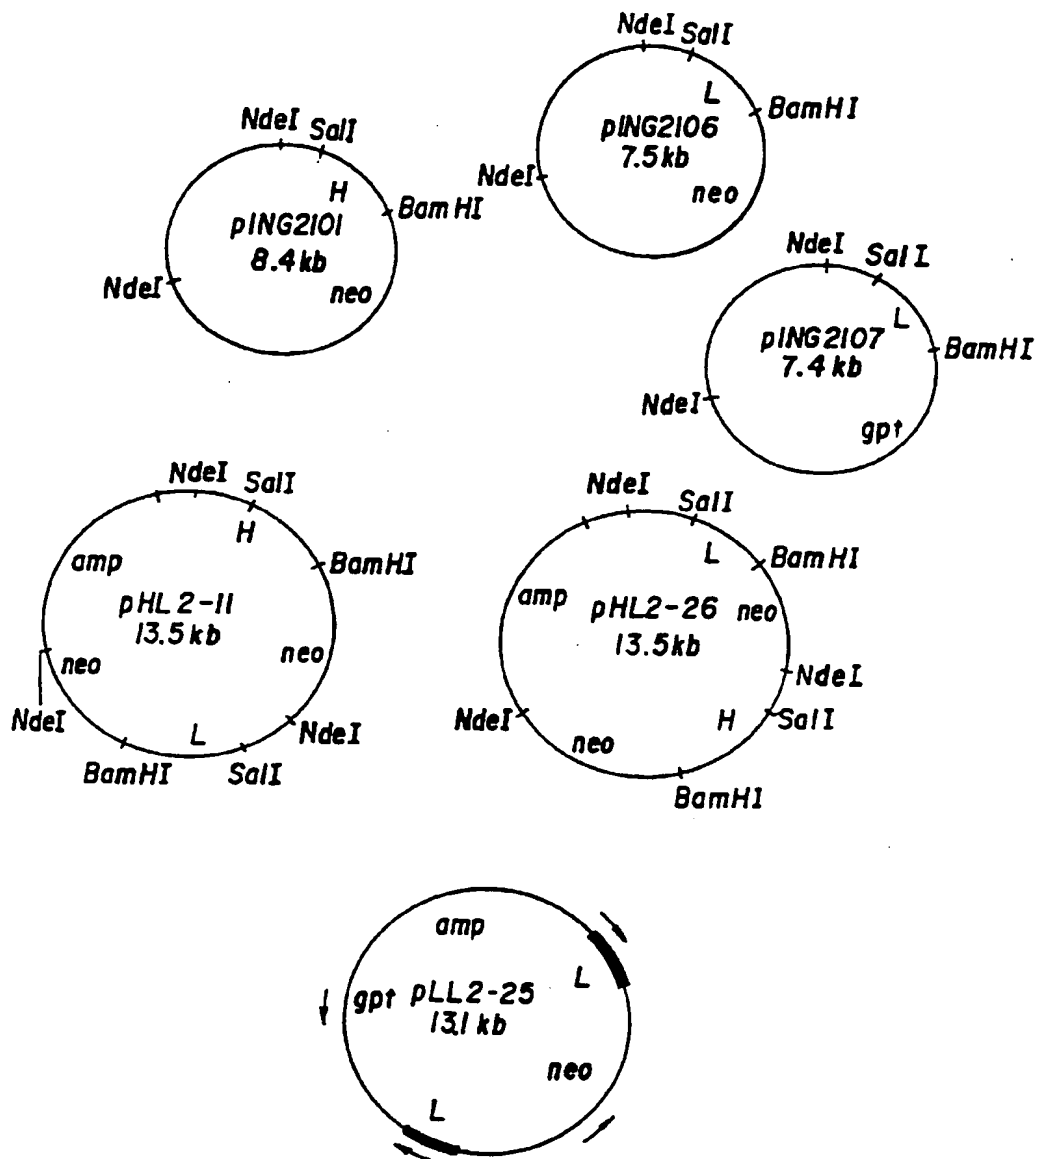 NdeI SalI
L
BamHI
pING2106
7.5kb
NdeI
neo
NdeI SalI
H
BamHI
pING2101
8.4kb
NdeI
neo
NdeI SalI
L
pING2107
7.4kb
BamHI
NdeI
gpt
NdeI SalI
H
BamHI
amp
pHL2-11
13.5kb
neo
neo
NdeI
L
NdeI
BamHI SalI
NdeI SalI
L
BamHI
amp
pHL2-26
neo
13.5kb
NdeI
NdeI
H
SalI
neo
BamHI
amp
L
gpt pLL2-25
13.1kb
neo
L